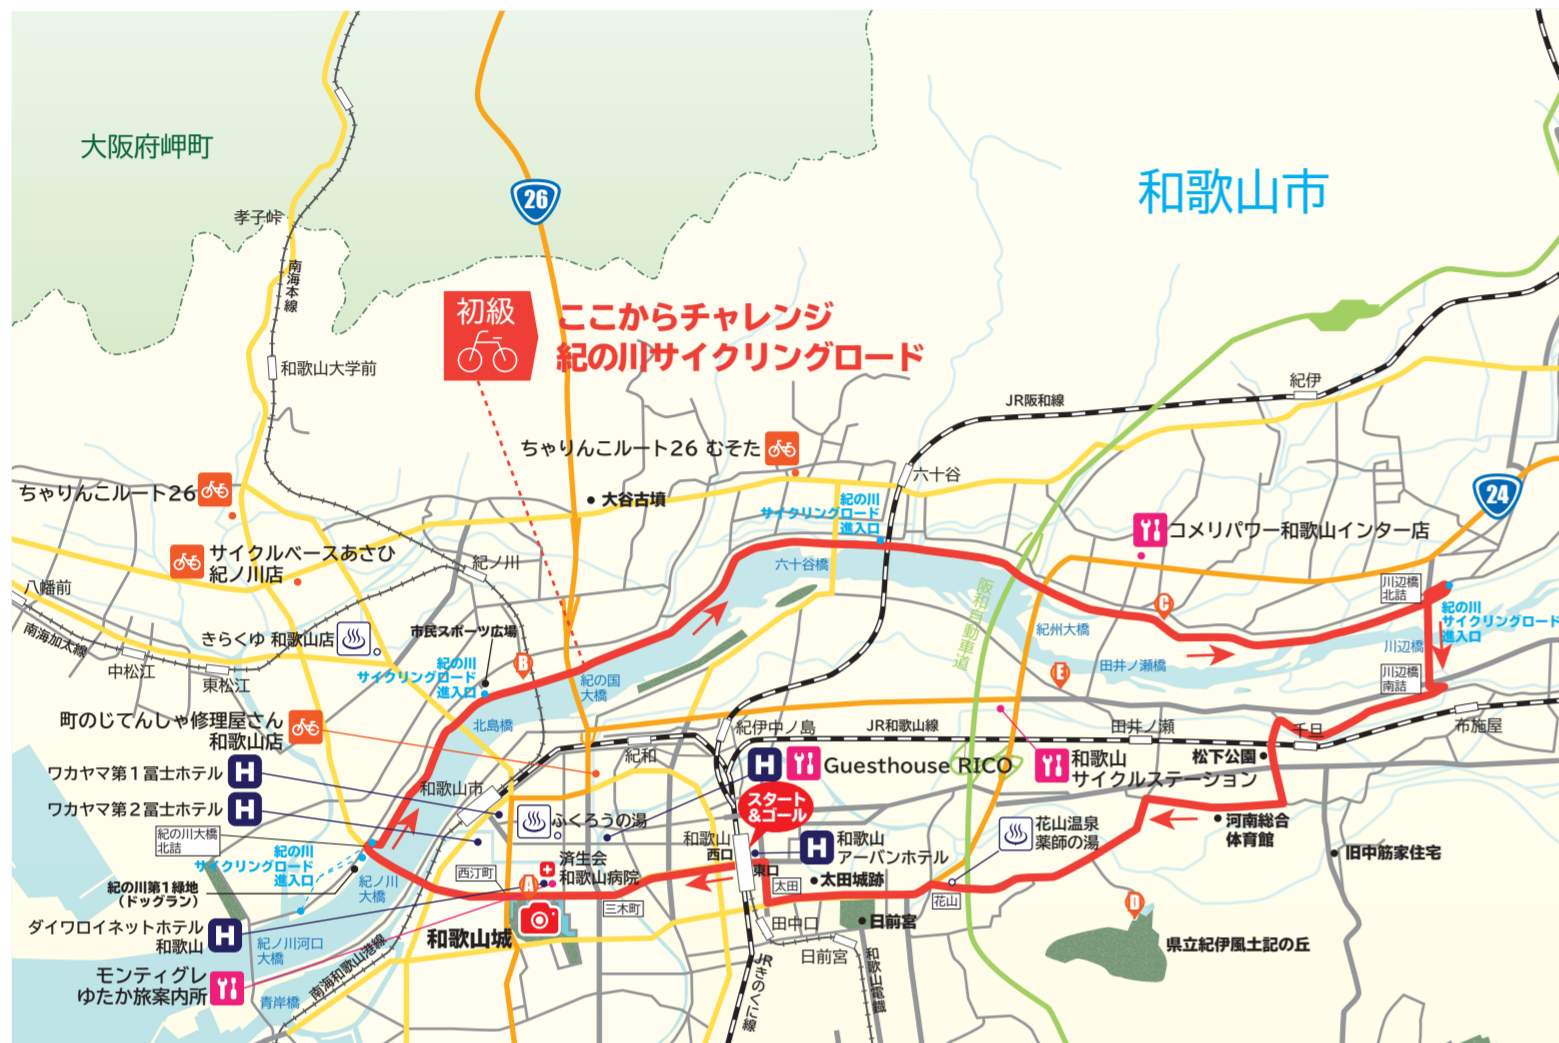 大阪府岬町
26
和歌山市
孝子峠
南海本線
初級
ここからチャレンジ
紀の川サイクリングロード
和歌山大学前
紀伊
JR阪和線
ちゃりんこルート26 むそた
六十谷
ちゃりんこルート26
大谷古墳
紀の川
サイクリングロード
進入口
24
コメリパワー和歌山インター店
サイクルベースあさひ
紀ノ川店
紀ノ川
六十谷橋
八幡前
阪和自動車道
川辺橋
北詰
C
紀の川
サイクリングロード
進入口
南海加太線
きらくゆ 和歌山店
市民スポーツ広場
紀州大橋
川辺橋
中松江
東松江
紀の川
サイクリングロード
進入口
B
紀の国
大橋
田井ノ瀬橋
E
川辺橋
南詰
町のじてんしゃ修理屋さん
和歌山店
北島橋
紀伊中ノ島
JR和歌山線
田井ノ瀬
千旦
布施屋
紀和
松下公園
ワカヤマ第1冨士ホテル
H
和歌山市
H
Guesthouse RICO
和歌山
サイクルステーション
ワカヤマ第2冨士ホテル
H
スタート
&ゴール
ふくろうの湯
紀の川大橋
北詰
和歌山
西口
H
和歌山
アーバンホテル
花山温泉
薬師の湯
河南総合
体育館
紀の川
サイクリングロード
進入口
西汀町
済生会
和歌山病院
東口
旧中筋家住宅
紀の川第1緑地
(ドッグラン)
紀ノ川
大橋
A
太田
太田城跡
三木町
花山
D
ダイワロイネットホテル
和歌山
H
紀ノ川河口
大橋
和歌山城
田中口
日前宮
県立紀伊風土記の丘
日前宮
モンティグレ
ゆたか旅案内所
青岸橋
南海和歌山港線
JRきのくに線
和歌山電鐵